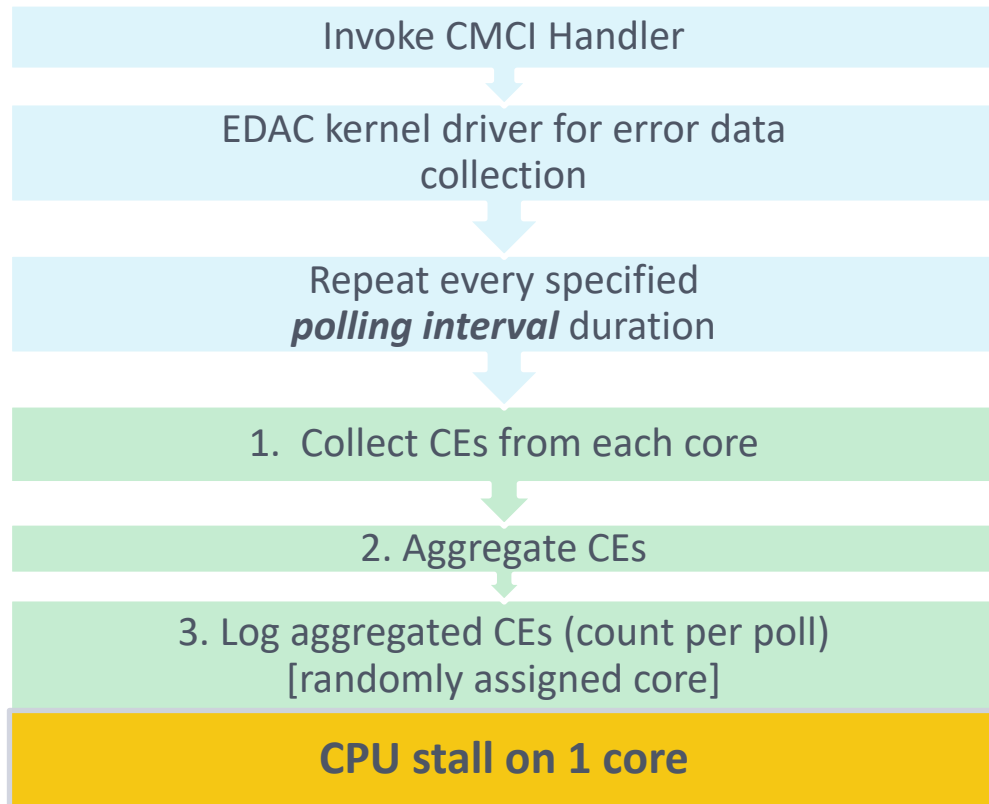 Invoke CMCI Handler
EDAC kernel driver for error data
collection
Repeat every specified
polling interval duration
1. Collect CEs from each core
2. Aggregate CEs
3. Log aggregated CEs (count per poll)
[randomly assigned core]
CPU stall on 1 core